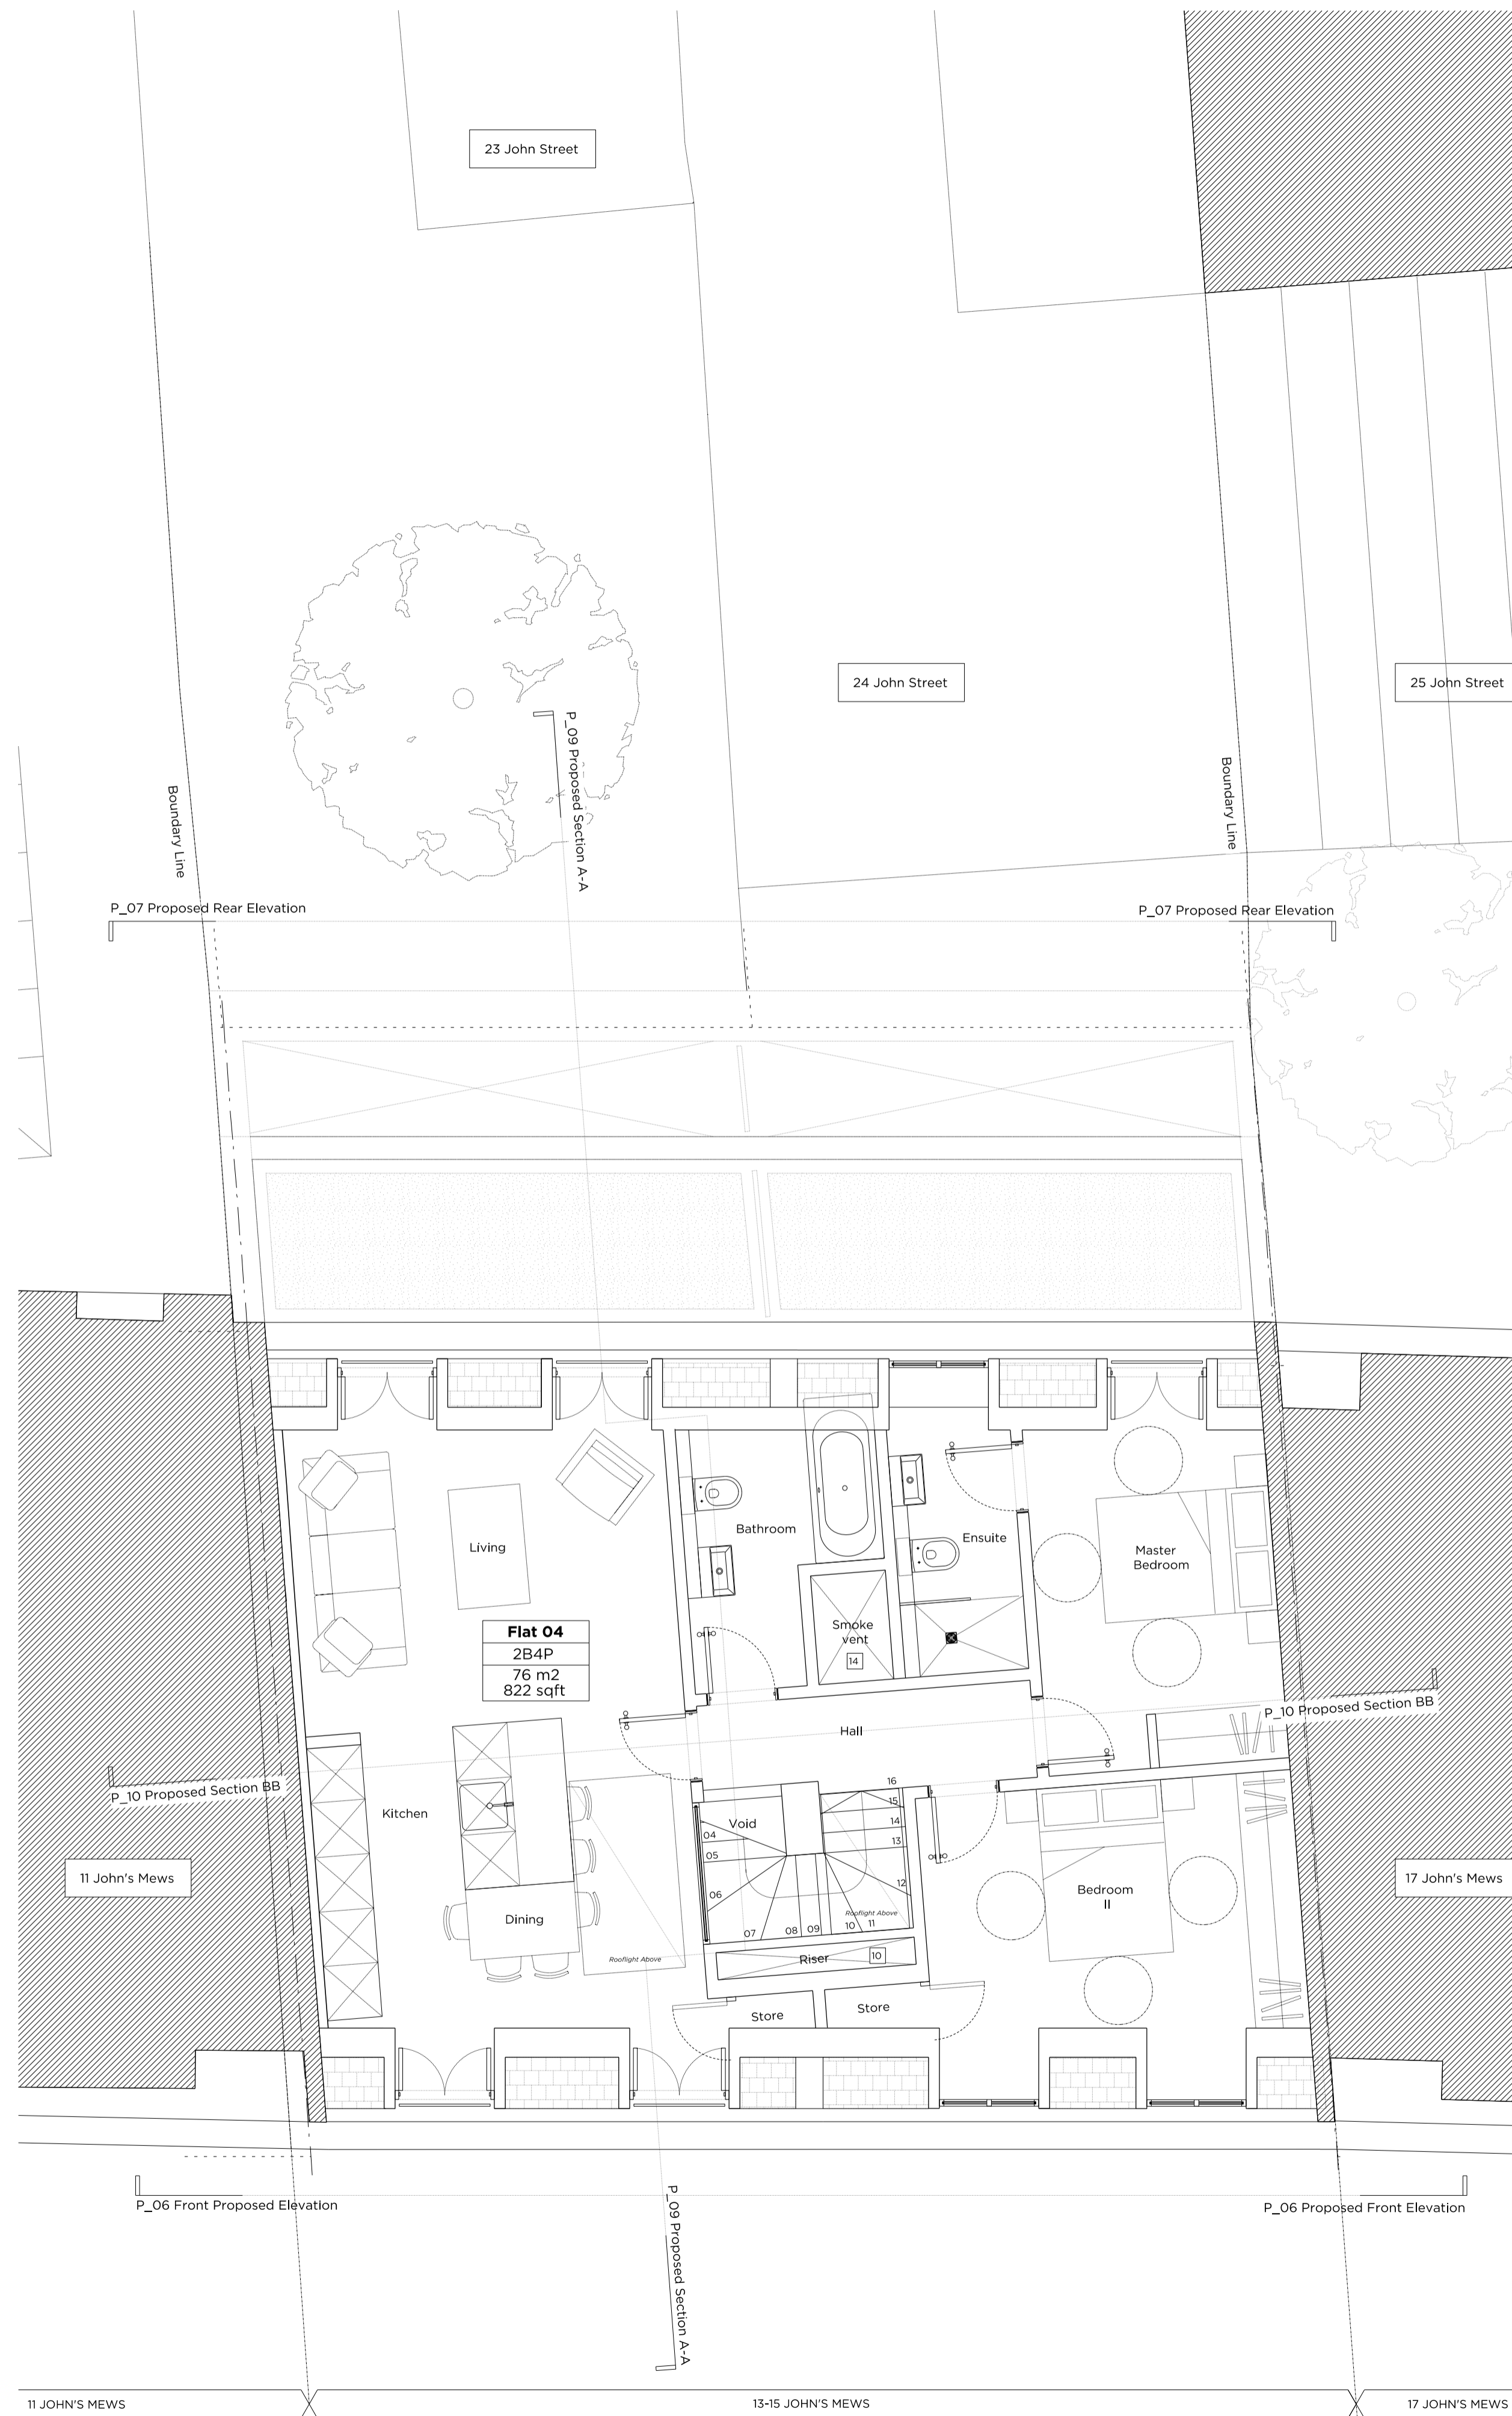 23 John Street
24 John Street
25 John Street
P_09 Proposed Section A-A
Boundary Line
Boundary Line
P_07 Proposed Rear Elevation
P_07 Proposed Rear Elevation
Bathroom
Ensuite
Living
Master
Bedroom
Flat 04
2B4P
76 m2
822 sqft
Smoke
vent
14
Hall
P_10 Proposed Section BB
P_10 Proposed Section BB
Kitchen
Void
16
15
14
13
12
04
05
06
07
08
09
10
11
Rooflight Above
11 John's Mews
17 John's Mews
Bedroom
II
Dining
Rooflight Above
Riser
10
Store
Store
P_06 Front Proposed Elevation
P_06 Proposed Front Elevation
P_09 Proposed Section A-A
11 JOHN'S MEWS
13-15 JOHN'S MEWS
17 JOHN'S MEWS